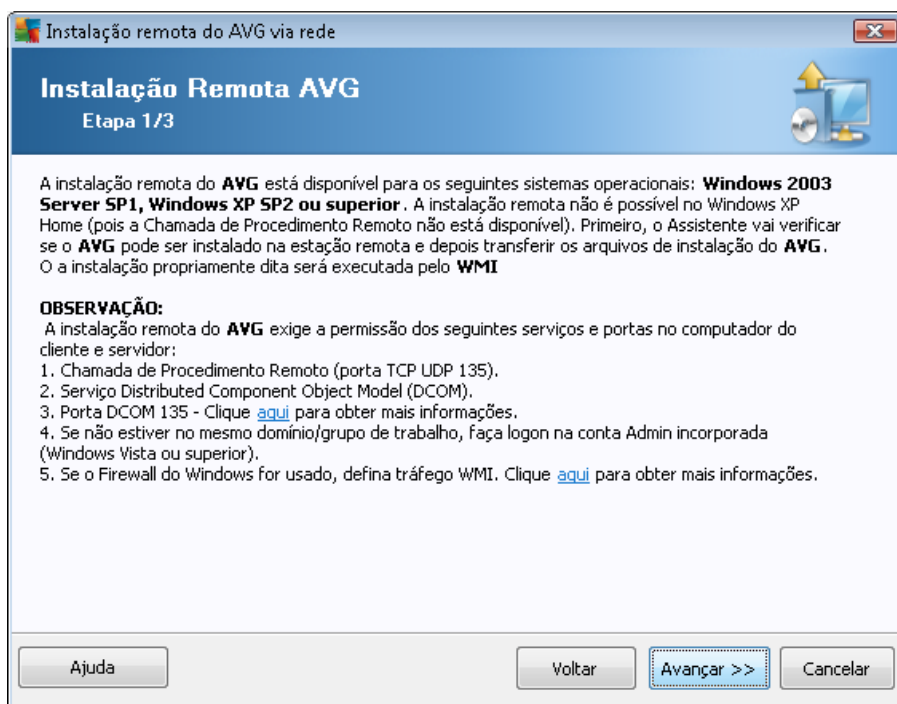 Instalação remota do AVG via rede
Instalação Remota AVG
Etapa 1/3
A instalação remota do AVG está disponível para os seguintes sistemas operacionais: Windows 2003
Server SP1, Windows XP SP2 ou superior. A instalação remota não é possível no Windows XP
Home (pois a Chamada de Procedimento Remoto não está disponível). Primeiro, o Assistente vai verificar
se o AVG pode ser instalado na estação remota e depois transferir os arquivos de instalação do AVG.
O a instalação propriamente dita será executada pelo WMI
OBSERVAÇÃO:
A instalação remota do AVG exige a permissão dos seguintes serviços e portas no computador do
cliente e servidor:
1. Chamada de Procedimento Remoto (porta TCP UDP 135).
2. Serviço Distributed Component Object Model (DCOM).
3. Porta DCOM 135 - Clique aqui para obter mais informações.
4. Se não estiver no mesmo domínio/grupo de trabalho, faça logon na conta Admin incorporada
(Windows Vista ou superior).
5. Se o Firewall do Windows for usado, defina tráfego WMI. Clique aqui para obter mais informações.
Ajuda
Voltar
Avançar >>
Cancelar